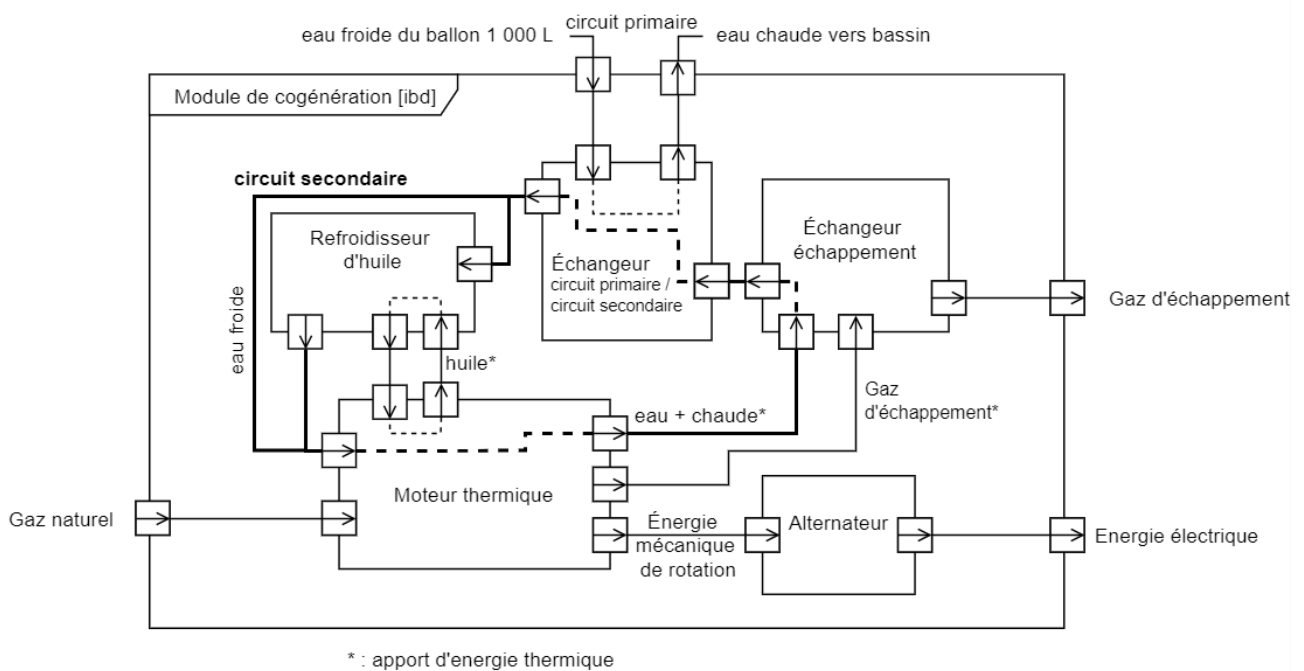 circuit primaire
eau froide du ballon 1 000 L
eau chaude vers bassin
Module de cogénération [ibd]
circuit secondaire
Refroidisseur
d'huile
Échangeur
circuit primaire /
circuit secondaire
Échangeur
échappement
Gaz d'échappement
eau froide
huile*
Gaz
d'échappement*
eau + chaude*
Moteur thermique
Gaz naturel
Énergie
mécanique
de rotation
Alternateur
Energie électrique
* : apport d'energie thermique